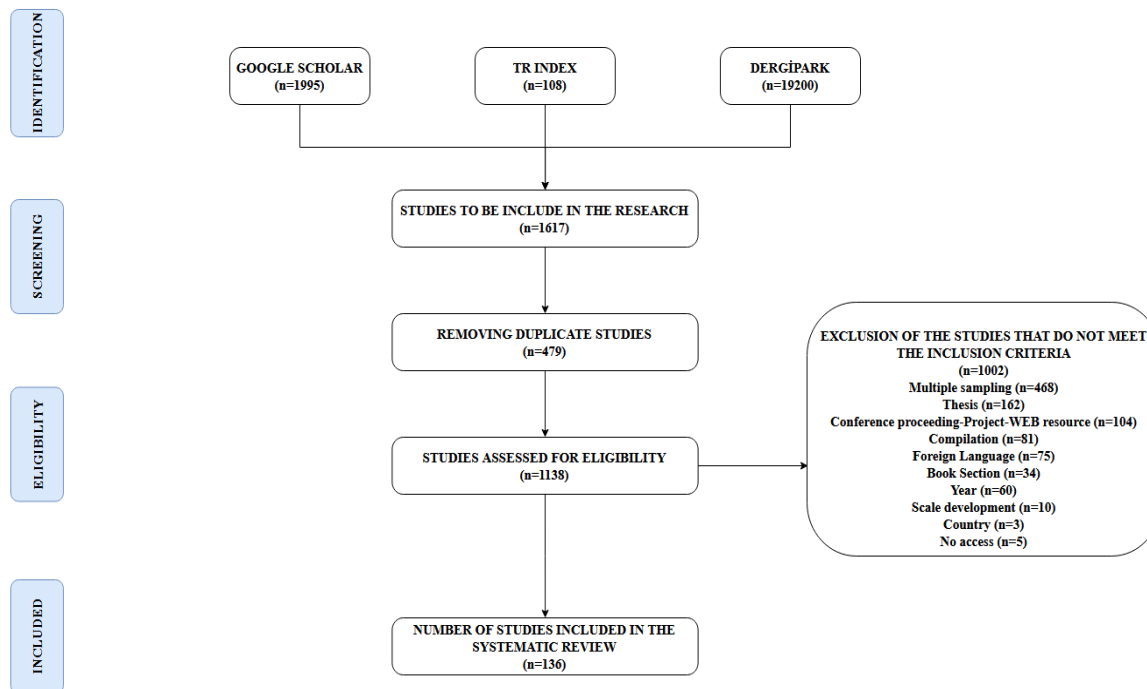 IDENTIFICATION
GOOGLE SCHOLAR
(n=1995)
TR INDEX
(n=108)
DERGİPARK
(n=19200)
SCREENING
STUDIES TO BE INCLUDE IN THE RESEARCH
(n=1617)
REMOVING DUPLICATE STUDIES
(n=479)
ELIGIBILITY
STUDIES ASSESSED FOR ELIGIBILITY
(n=1138)
EXCLUSION OF THE STUDIES THAT DO NOT MEET
THE INCLUSION CRITERIA
(n=1002)
Multiple sampling (n=468)
Thesis (n=162)
Conference proceeding-Project-WEB resource (n=104)
Compilation (n=81)
Foreign Language (n=75)
Book Section (n=34)
Year (n=60)
Scale development (n=10)
Country (n=3)
No access (n=5)
INCLUDED
NUMBER OF STUDIES INCLUDED IN THE
SYSTEMATIC REVIEW
(n=136)